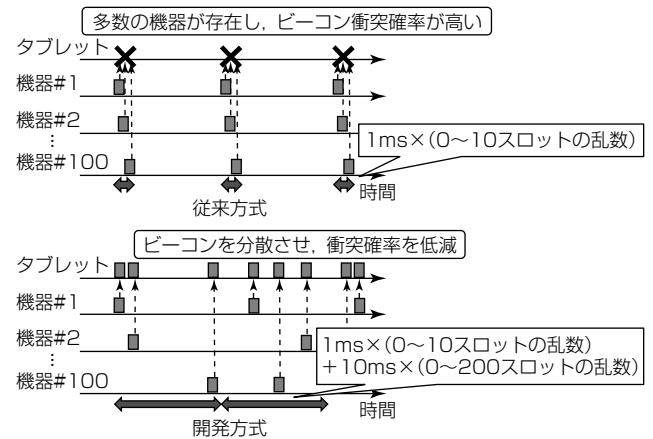 多数の機器が存在し，ビーコン衝突確率が高い
タブレット
機器#1
機器#2
⋮
機器#100
1ms×（0～10スロットの乱数）
時間
従来方式
ビーコンを分散させ，衝突確率を低減
タブレット
機器#1
機器#2
⋮
機器#100
1ms×（0～10スロットの乱数）
＋10ms×（0～200スロットの乱数）
時間
開発方式